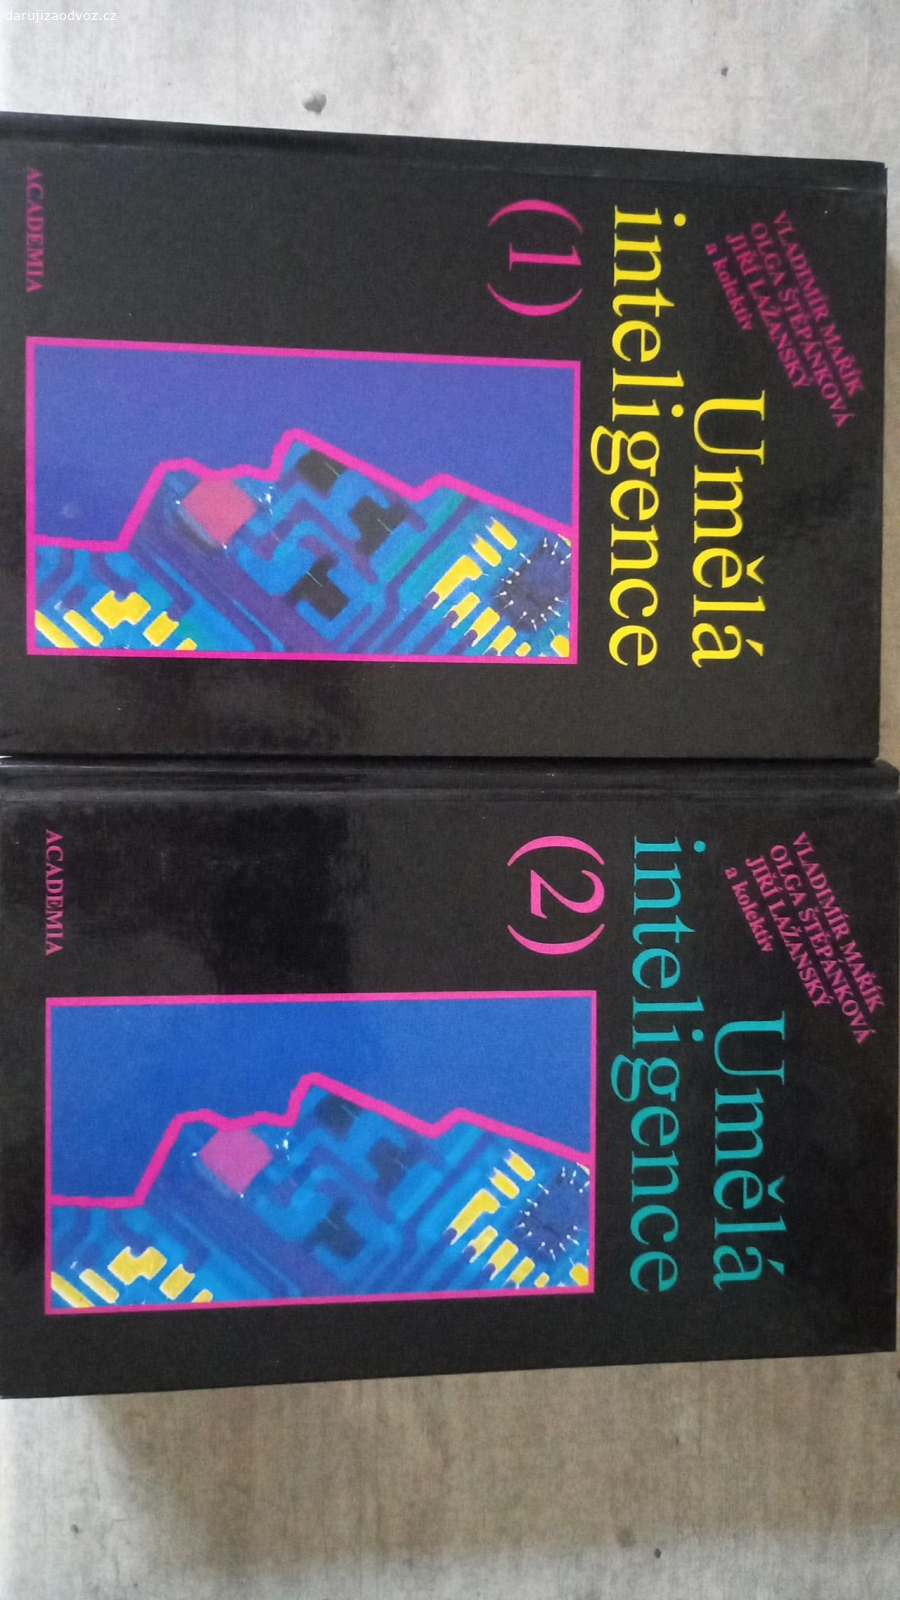 darujizaodvoz.cz
VLADIMÍR MAŘÍK
OLGA ŠTĚPÁNKOVÁ
JIŘÍ LAŽANSKÝ
a kolektiv
Umělá
inteligence
(1)
ACADEMIA
VLADIMÍR MAŘÍK
OLGA ŠTĚPÁNKOVÁ
JIŘÍ LAŽANSKÝ
a kolektiv
Umělá
inteligence
(2)
ACADEMIA